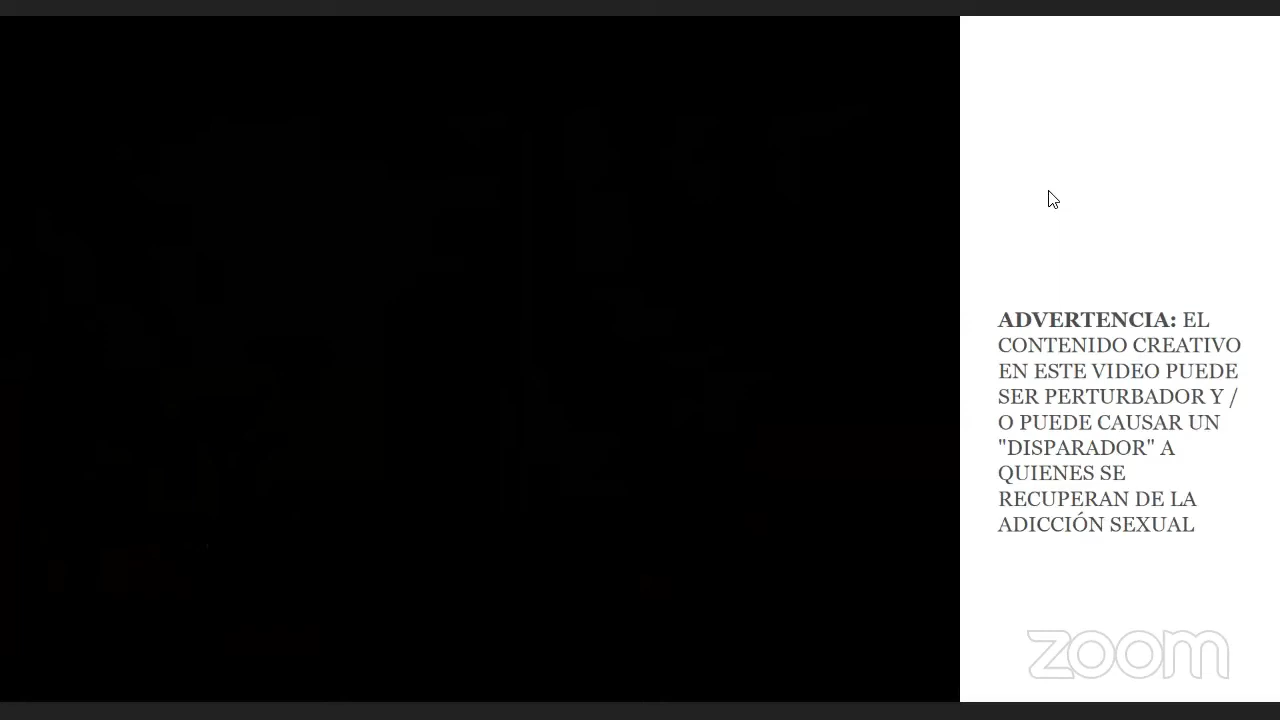 ADVERTENCIA: EL
CONTENIDO CREATIVO
EN ESTE VIDEO PUEDE
SER PERTURBADOR Y /
O PUEDE CAUSAR UN
"DISPARADOR" A
QUIENES SE
RECUPERAN DE LA
ADICCIÓN SEXUAL
zoom